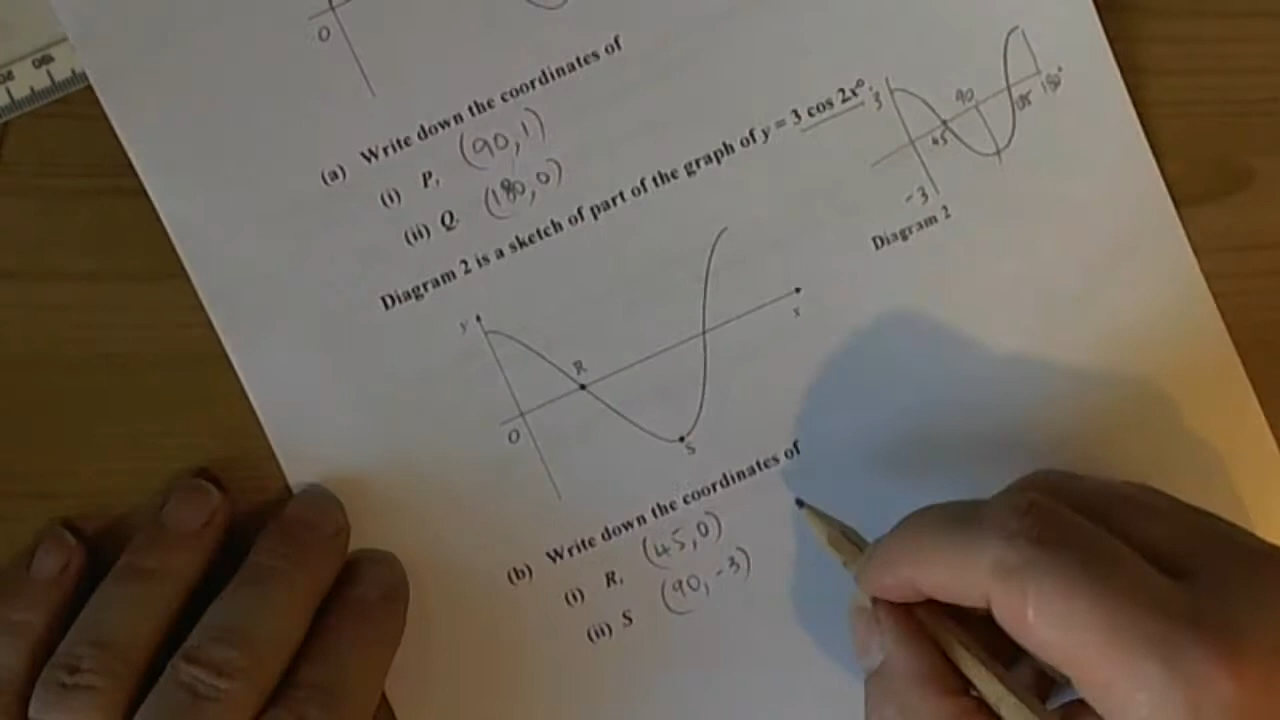 0
(a) Write down the coordinates of
(i) P, (90,1)
(ii) Q (180,0)
Diagram 2 is a sketch of part of the graph of y = 3 cos 2x°.
3
45
90
180°
-3
Diagram 2
y
R
x
0
S
(b) Write down the coordinates of
(i) R, (45,0)
(ii) S (90,-3)